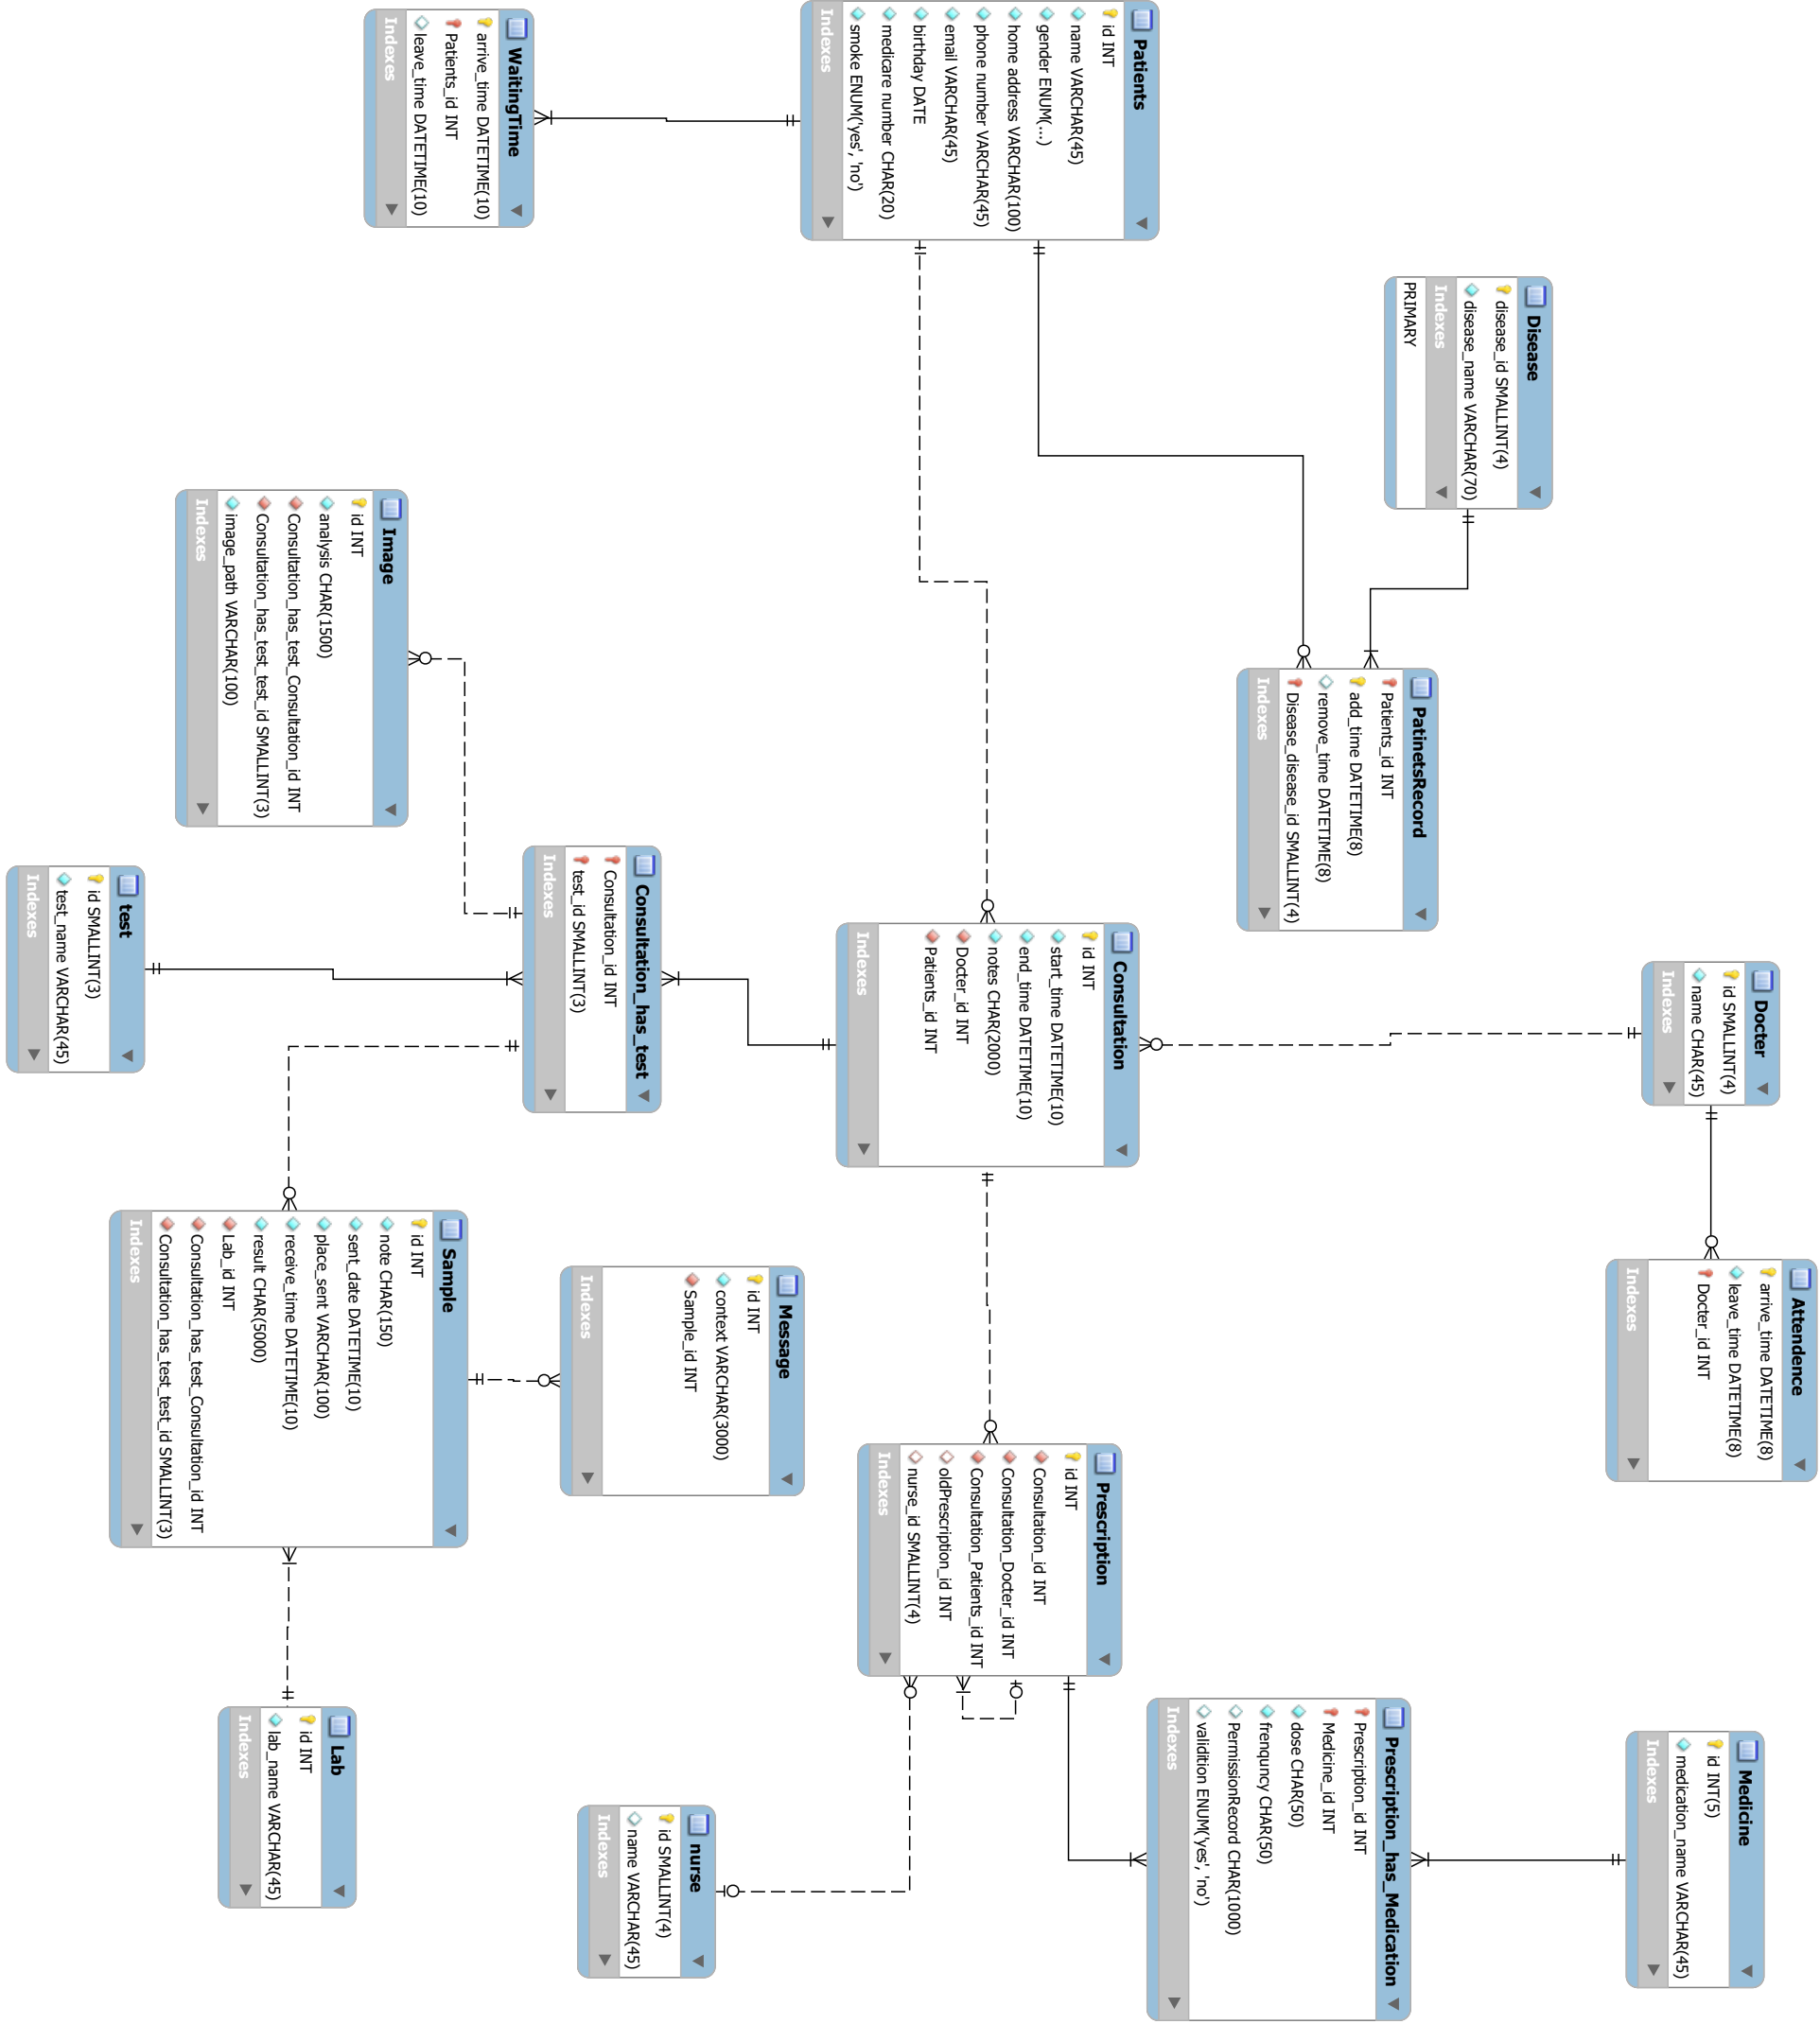 Patients
id INT
name VARCHAR(45)
gender ENUM(...)
home address VARCHAR(100)
phone number VARCHAR(45)
email VARCHAR(45)
birthday DATE
medicare number CHAR(20)
smoke ENUM('yes', 'no')
Indexes
WaitingTime
arrive_time DATETIME(10)
Patients_id INT
leave_time DATETIME(10)
Indexes
Disease
disease_id SMALLINT(4)
disease_name VARCHAR(70)
Indexes
PRIMARY
Image
id INT
analysis CHAR(1500)
Consultation_has_test_Consultation_id INT
Consultation_has_test_test_id SMALLINT(3)
image_path VARCHAR(100)
Indexes
PatinetsRecord
Patients_id INT
add_time DATETIME(8)
remove_time DATETIME(8)
Disease_disease_id SMALLINT(4)
Indexes
Consultation_has_test
Consultation_id INT
test_id SMALLINT(3)
Indexes
test
id SMALLINT(3)
test_name VARCHAR(45)
Indexes
Consultation
id INT
start_time DATETIME(10)
end_time DATETIME(10)
notes CHAR(2000)
Docter_id INT
Patients_id INT
Indexes
Docter
id SMALLINT(4)
name CHAR(45)
Indexes
Attendence
arrive_time DATETIME(8)
leave_time DATETIME(8)
Docter_id INT
Indexes
Sample
id INT
note CHAR(150)
sent_date DATETIME(10)
place_sent VARCHAR(100)
receive_time DATETIME(10)
result CHAR(5000)
Lab_id INT
Consultation_has_test_Consultation_id INT
Consultation_has_test_test_id SMALLINT(3)
Indexes
Message
id INT
context VARCHAR(3000)
Sample_id INT
Indexes
Prescription
id INT
Consultation_id INT
Consultation_Docter_id INT
Consultation_Patients_id INT
oldPrescription_id INT
nurse_id SMALLINT(4)
Indexes
Prescription_has_Medication
Prescription_id INT
Medicine_id INT
dose CHAR(50)
frenquncy CHAR(50)
PermissionRecord CHAR(1000)
validition ENUM('yes', 'no')
Indexes
Medicine
id INT(5)
medication_name VARCHAR(45)
Indexes
Lab
id INT
lab_name VARCHAR(45)
Indexes
nurse
id SMALLINT(4)
name VARCHAR(45)
Indexes